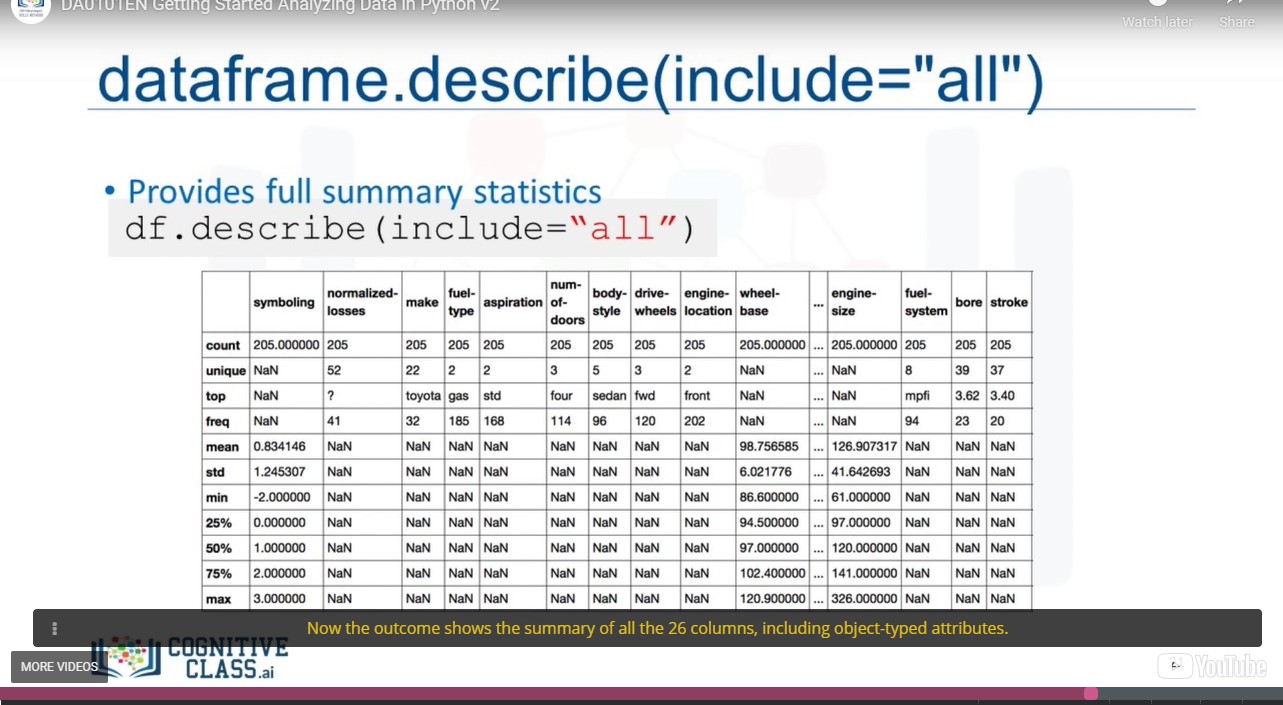 DA0101EN Getting Started Analyzing Data in Python v2
Watch later Share
dataframe.describe(include="all")
• Provides full summary statistics
df.describe(include=“all”)
symboling normalized-losses make fuel-type aspiration num-of-doors body-style drive-wheels engine-location wheel-base ... engine-size fuel-system bore stroke
count 205.000000 205 205 205 205 205 205 205 205 205.000000 ... 205.000000 205 205 205
unique NaN 52 22 2 2 3 5 3 2 NaN ... NaN 8 39 37
top NaN ? toyota gas std four sedan fwd front NaN ... NaN mpfi 3.62 3.40
freq NaN 41 32 185 168 114 96 120 202 NaN ... NaN 94 23 20
mean 0.834146 NaN NaN NaN NaN NaN NaN NaN NaN 98.756585 ... 126.907317 NaN NaN NaN
std 1.245307 NaN NaN NaN NaN NaN NaN NaN NaN 6.021776 ... 41.642693 NaN NaN NaN
min -2.000000 NaN NaN NaN NaN NaN NaN NaN NaN 86.600000 ... 61.000000 NaN NaN NaN
25% 0.000000 NaN NaN NaN NaN NaN NaN NaN NaN 94.500000 ... 97.000000 NaN NaN NaN
50% 1.000000 NaN NaN NaN NaN NaN NaN NaN NaN 97.000000 ... 120.000000 NaN NaN NaN
75% 2.000000 NaN NaN NaN NaN NaN NaN NaN NaN 102.400000 ... 141.000000 NaN NaN NaN
max 3.000000 NaN NaN NaN NaN NaN NaN NaN NaN 120.900000 ... 326.000000 NaN NaN NaN
Now the outcome shows the summary of all the 26 columns, including object-typed attributes.
COGNITIVE
CLASS.ai
MORE VIDEOS
YouTube